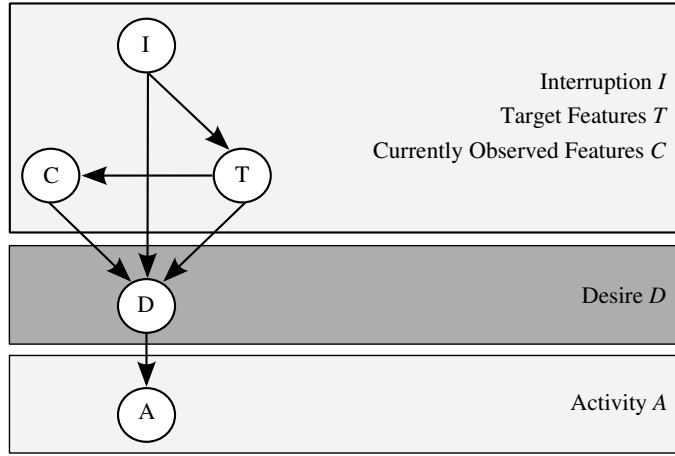 I
Interruption I
Target Features T
Currently Observed Features C
C
T
D
Desire D
A
Activity A